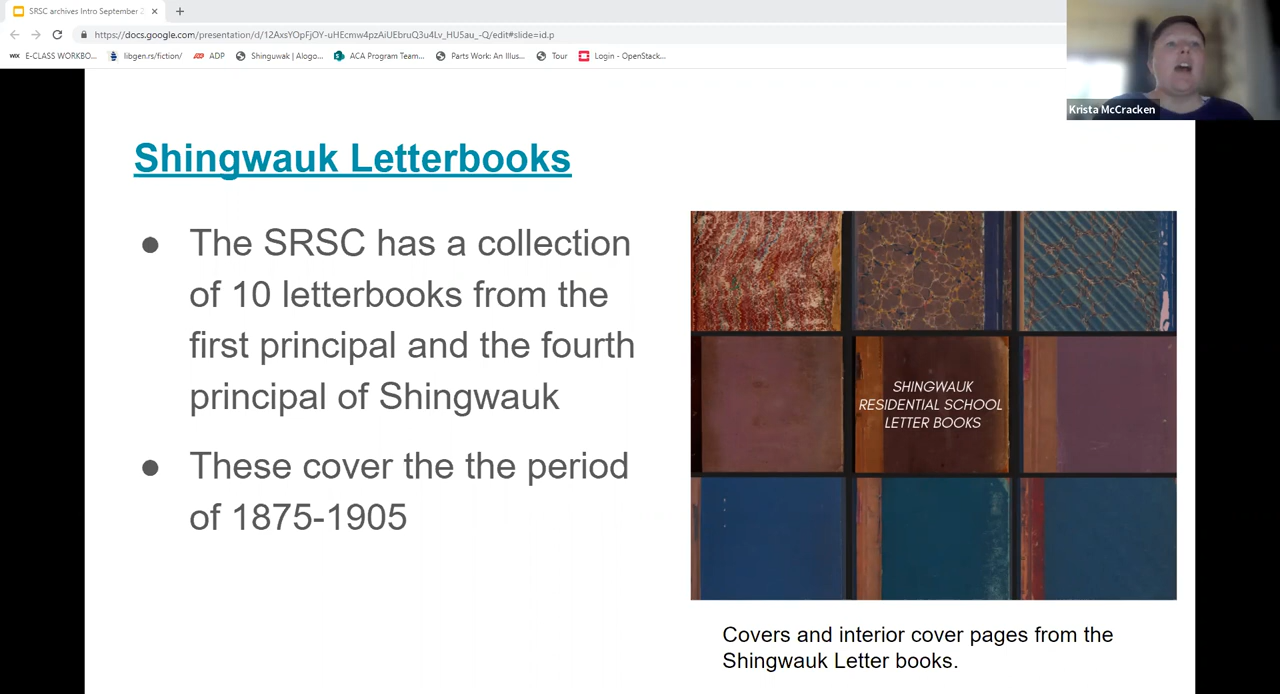 SRSC archives Intro September 2
https://docs.google.com/presentation/d/12AxsYOpFjOY-uHEcmw4pzAiUEbruQ3u4Lv_HUSau_-Q/edit#slide=id.p
WIX E-CLASS WORKBO... libgen.rs/fiction/ ADP ADP Shinguwak | Alogo... ACA Program Team... Parts Work: An Illus... Tour Login - OpenStack...
Krista McCracken
Shingwauk Letterbooks
● The SRSC has a collection
of 10 letterbooks from the
first principal and the fourth
principal of Shingwauk
● These cover the the period
of 1875-1905
SHINGWAUK
RESIDENTIAL SCHOOL
LETTER BOOKS
Covers and interior cover pages from the
Shingwauk Letter books.